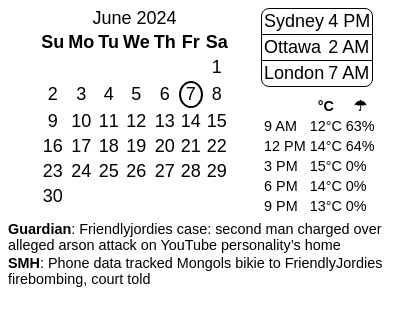 June 2024
Su Mo Tu We Th Fr Sa
1
2 3 4 5 6 7 8
9 10 11 12 13 14 15
16 17 18 19 20 21 22
23 24 25 26 27 28 29
30
Sydney 4 PM
Ottawa 2 AM
London 7 AM
°C ☂
9 AM 12°C 63%
12 PM 14°C 64%
3 PM 15°C 0%
6 PM 14°C 0%
9 PM 13°C 0%
Guardian: Friendlyjordies case: second man charged over
alleged arson attack on YouTube personality’s home
SMH: Phone data tracked Mongols bikie to FriendlyJordies
firebombing, court told